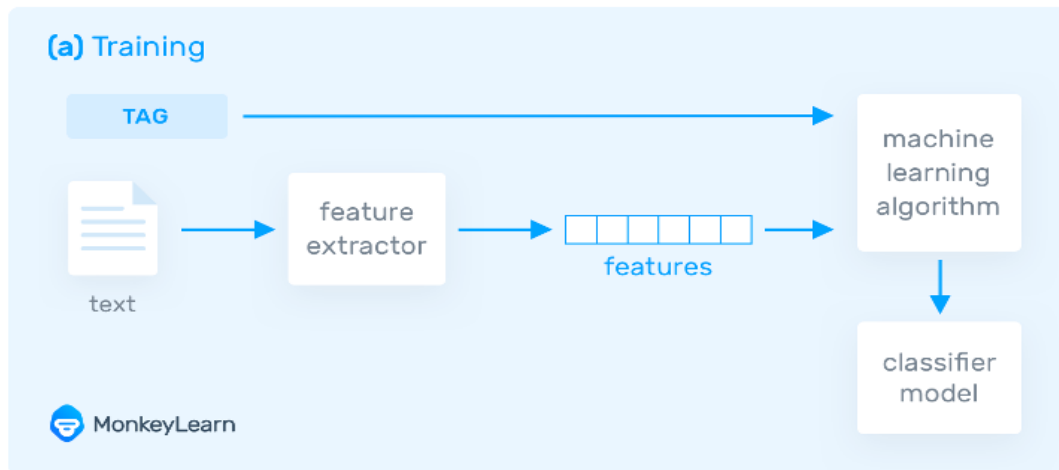 (a) Training
TAG
machine
learning
algorithm
feature
extractor
features
text
classifier
model
MonkeyLearn